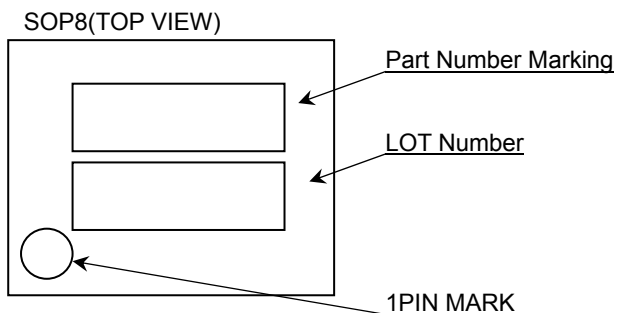 SOP8(TOP VIEW)
Part Number Marking
LOT Number
1PIN MARK